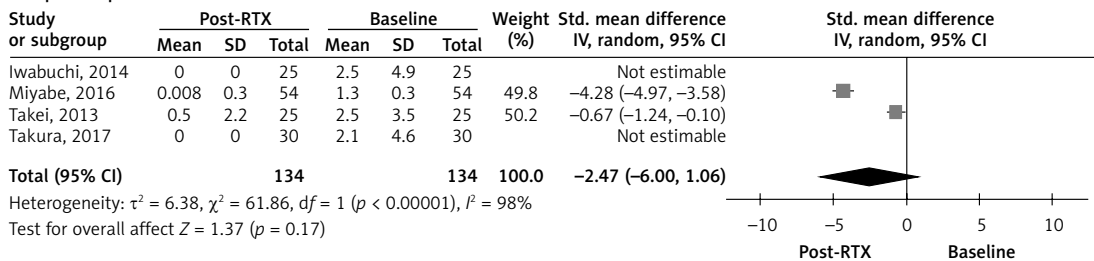 Study Post-RTX Baseline Weight Std. mean difference Std. mean difference
or subgroup Mean SD Total Mean SD Total (%) IV, random, 95% CI IV, random, 95% CI
Iwabuchi, 2014 0 0 25 2.5 4.9 25 Not estimable
Miyabe, 2016 0.008 0.3 54 1.3 0.3 54 49.8 –4.28 (–4.97, –3.58)
Takei, 2013 0.5 2.2 25 2.5 3.5 25 50.2 –0.67 (–1.24, –0.10)
Takura, 2017 0 0 30 2.1 4.6 30 Not estimable
Total (95% CI) 134 134 100.0 –2.47 (–6.00, 1.06)
Heterogeneity: τ² = 6.38, χ² = 61.86, df = 1 (p < 0.00001), I² = 98%
Test for overall affect Z = 1.37 (p = 0.17)
–10 –5 0 5 10
Post-RTX Baseline